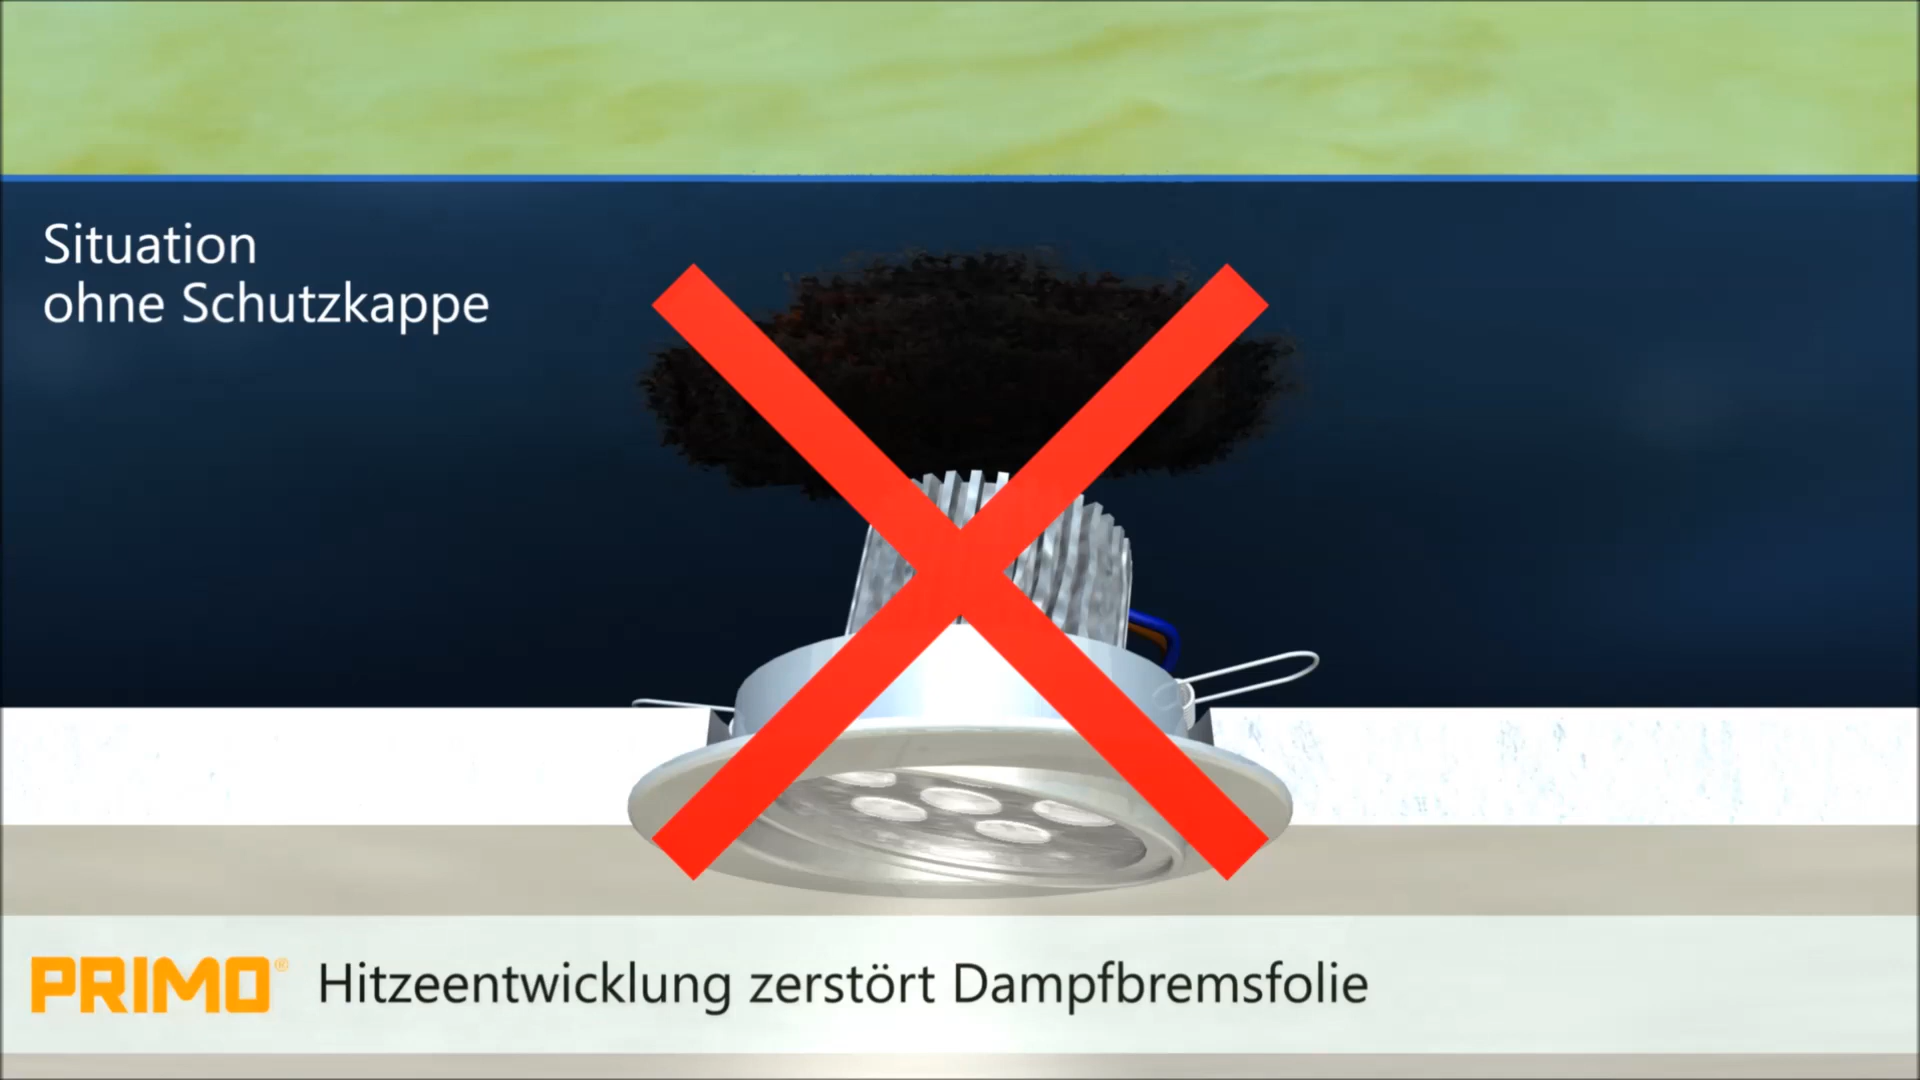 Situation
ohne Schutzkappe
PRIMO® Hitzeentwicklung zerstört Dampfbremsfolie